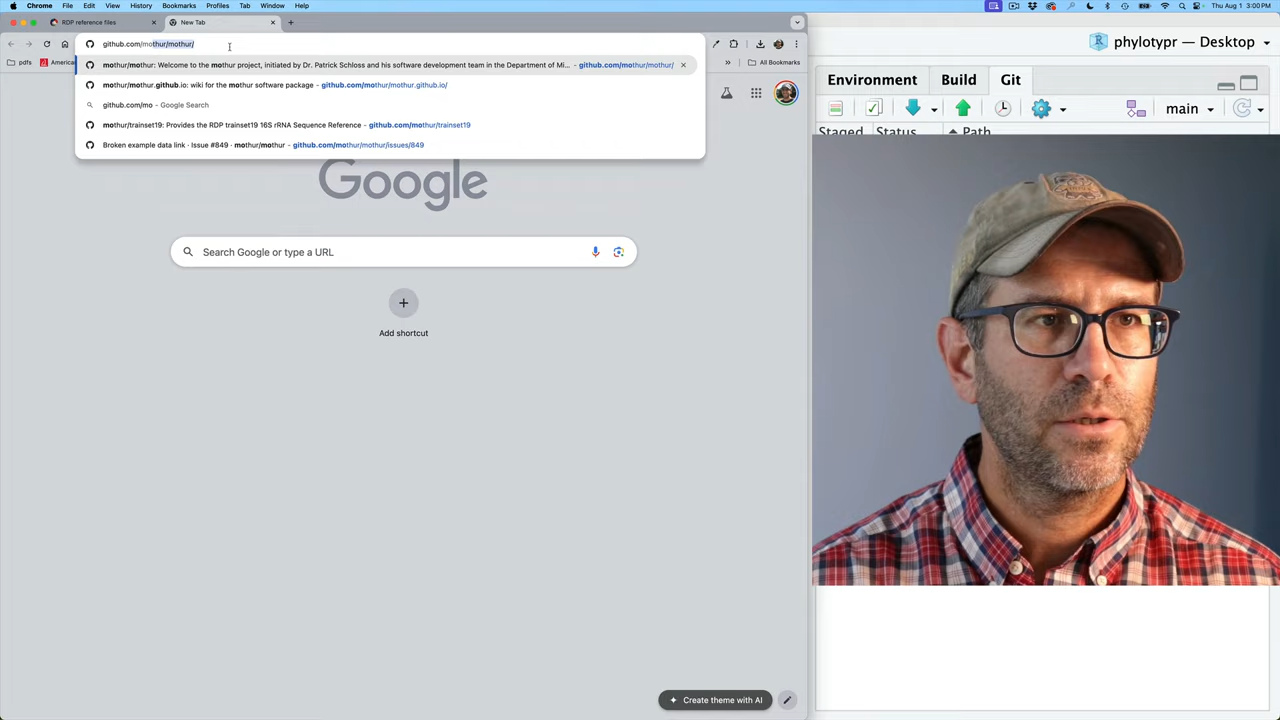 Chrome File Edit View History Bookmarks Profiles Tab Window Help Thu Aug 1 3:00 PM
RDP reference files New Tab
github.com/mothur/mothur/
phylotypr — Desktop
pdfs America All Bookmarks
mothur/mothur: Welcome to the mothur project, initiated by Dr. Patrick Schloss and his software development team in the Department of Mi... - github.com/mothur/mothur/
mothur/mothur.github.io: wiki for the mothur software package - github.com/mothur/mothur.github.io/
github.com/mo - Google Search
mothur/trainset19: Provides the RDP trainset19 16S rRNA Sequence Reference - github.com/mothur/trainset19
Broken example data link · Issue #849 · mothur/mothur - github.com/mothur/mothur/issues/849
Environment Build Git
main
Staged Status Path
Google
Search Google or type a URL
Add shortcut
Create theme with AI